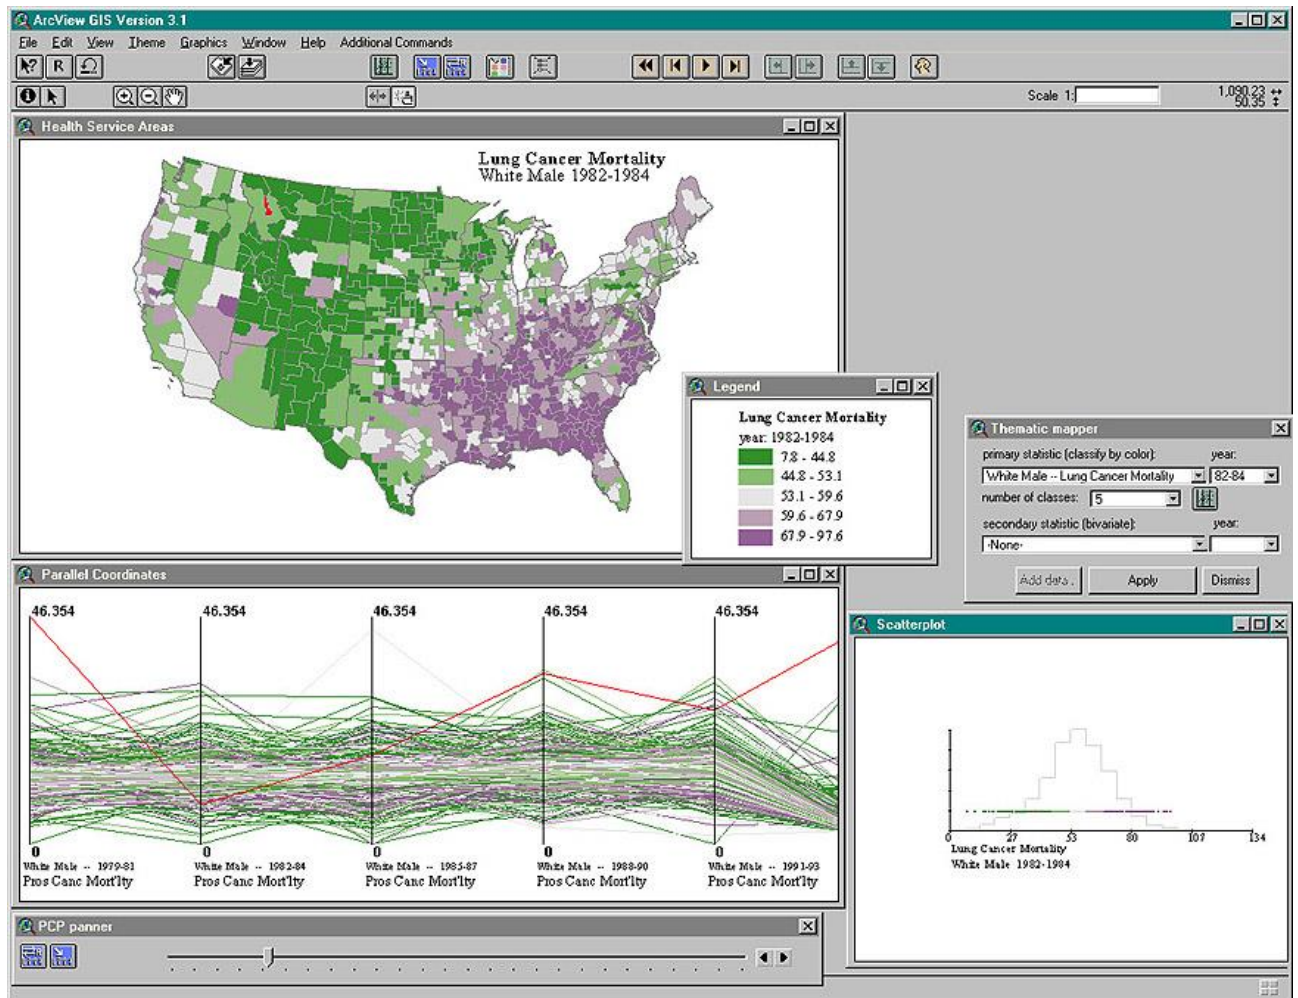 ArcView GIS Version 3.1
File Edit View Theme Graphics Window Help Additional Commands
R
Scale 1:
1,090.23
50.35
Health Service Areas
Lung Cancer Mortality
White Male 1982-1984
Legend
Lung Cancer Mortality
year: 1982-1984
7.8 - 44.8
44.8 - 53.1
53.1 - 59.6
59.6 - 67.9
67.9 - 97.6
Thematic mapper
primary statistic (classify by color): year:
White Male -- Lung Cancer Mortality 82-84
number of classes: 5
secondary statistic (bivariate): year:
-None-
Add data.. Apply Dismiss
Parallel Coordinates
46.354 46.354 46.354 46.354 46.354
0 0 0 0 0
White Male -- 1979-81 White Male -- 1982-84 White Male -- 1985-87 White Male -- 1988-90 White Male -- 1991-93
Pros Canc Mort'lty Pros Canc Mort'lty Pros Canc Mort'lty Pros Canc Mort'lty Pros Canc Mort'lty
Scatterplot
0 27 53 80 107 134
Lung Cancer Mortality
White Male 1982-1984
PCP panner